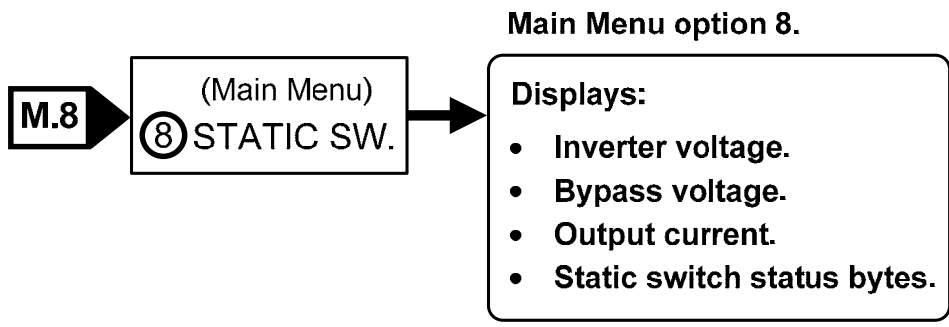 Main Menu option 8.
M.8
(Main Menu)
8 STATIC SW.
Displays:
• Inverter voltage.
• Bypass voltage.
• Output current.
• Static switch status bytes.